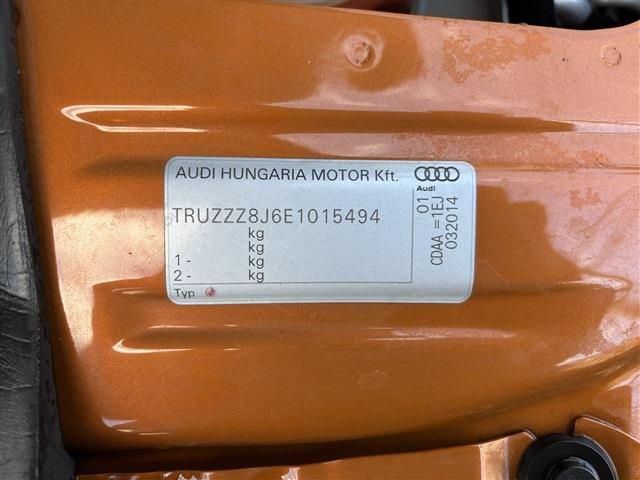 AUDI HUNGARIA MOTOR Kft.
Audi
TRUZZZ8J6E1015494
kg
kg
1 - kg
2 - kg
Typ
01
CDAA =1EJ
032014